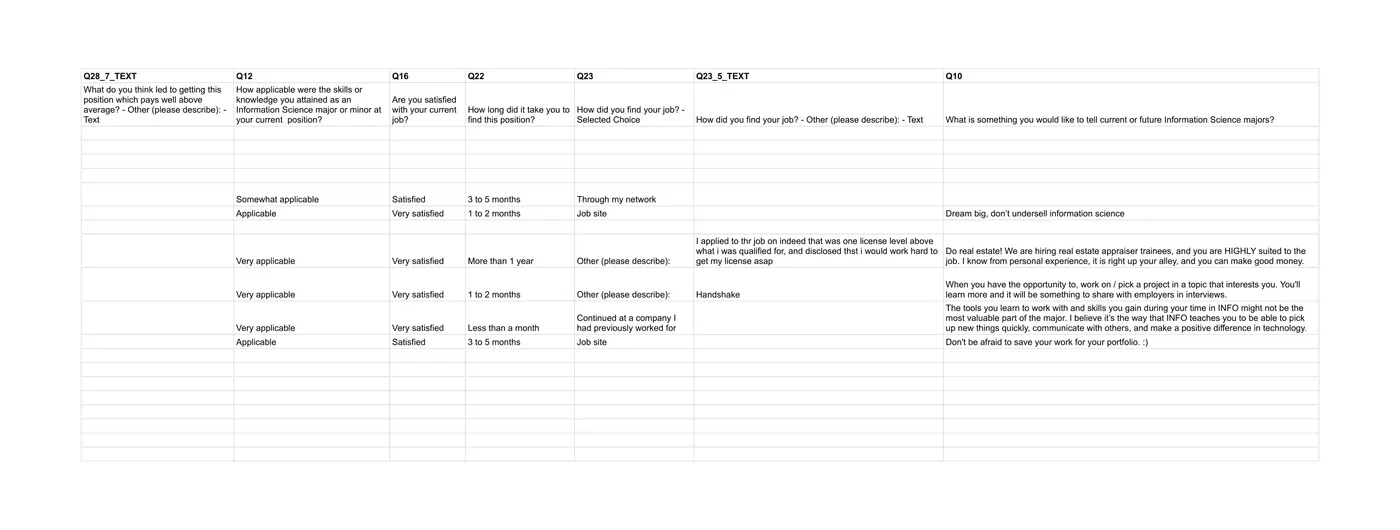 Q28_7_TEXT Q12 Q16 Q22 Q23 Q23_5_TEXT Q10
What do you think led to getting this
position which pays well above
average? - Other (please describe): -
Text
How applicable were the skills or
knowledge you attained as an
Information Science major or minor at
your current  position?
Are you satisfied
with your current
job?
How long did it take you to
find this position?
How did you find your job? -
Selected Choice
How did you find your job? - Other (please describe): - Text
What is something you would like to tell current or future Information Science majors?
Somewhat applicable Satisfied 3 to 5 months Through my network
Applicable Very satisfied 1 to 2 months Job site Dream big, don’t undersell information science
Very applicable Very satisfied More than 1 year Other (please describe):
I applied to thr job on indeed that was one license level above
what i was qualified for, and disclosed thst i would work hard to
get my license asap
Do real estate! We are hiring real estate appraiser trainees, and you are HIGHLY suited to the
job. I know from personal experience, it is right up your alley, and you can make good money.
Very applicable Very satisfied 1 to 2 months Other (please describe): Handshake
When you have the opportunity to, work on / pick a project in a topic that interests you. You'll
learn more and it will be something to share with employers in interviews.
Very applicable Very satisfied Less than a month
Continued at a company I
had previously worked for
The tools you learn to work with and skills you gain during your time in INFO might not be the
most valuable part of the major. I believe it’s the way that INFO teaches you to be able to pick
up new things quickly, communicate with others, and make a positive difference in technology.
Applicable Satisfied 3 to 5 months Job site Don't be afraid to save your work for your portfolio. :)